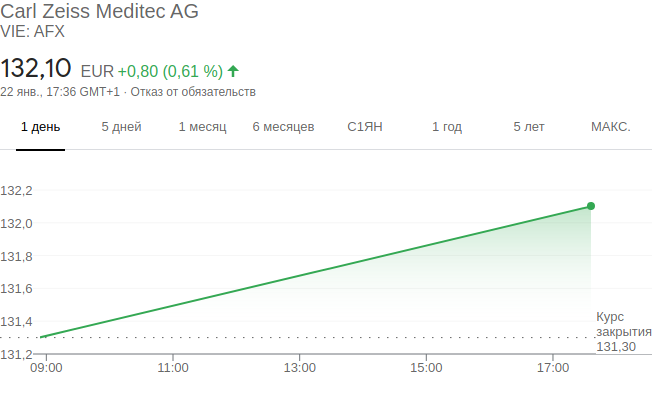 Carl Zeiss Meditec AG
VIE: AFX
132,10 EUR +0,80 (0,61 %)
22 янв., 17:36 GMT+1 · Отказ от обязательств
1 день 5 дней 1 месяц 6 месяцев С1ЯН 1 год 5 лет МАКС.
132,2
132,0
131,8
131,6
131,4
131,2
Курс
закрытия
131,30
09:00 11:00 13:00 15:00 17:00